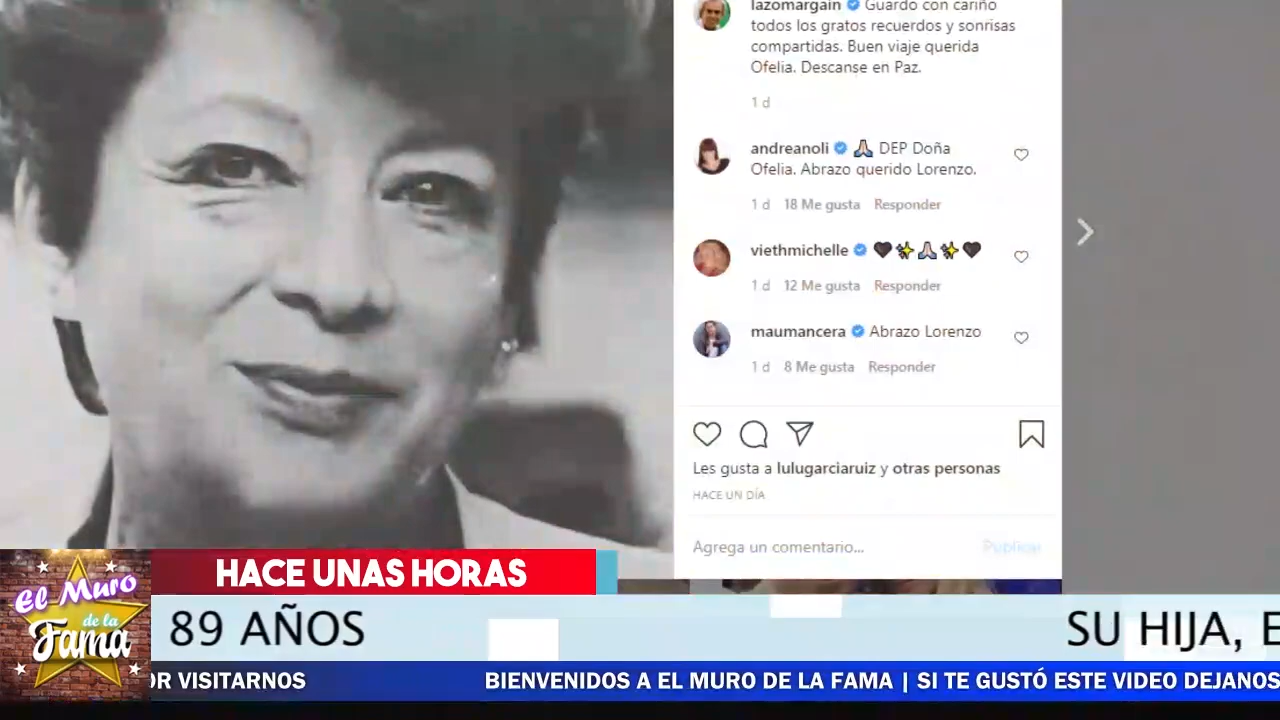 lazomargain Guardo con cariño
todos los gratos recuerdos y sonrisas
compartidas. Buen viaje querida
Ofelia. Descanse en Paz.
1 d
andreanoli 🙏🏻 DEP Doña
Ofelia. Abrazo querido Lorenzo.
1 d 18 Me gusta Responder
viethmichelle 🖤✨🙏🏻✨🖤
1 d 12 Me gusta Responder
maumancera Abrazo Lorenzo
1 d 8 Me gusta Responder
Les gusta a lulugarciaruiz y otras personas
HACE UN DÍA
Agrega un comentario... Publicar
HACE UNAS HORAS
El Muro
de la
Fama
89 AÑOS SU HIJA, E
OR VISITARNOS BIENVENIDOS A EL MURO DE LA FAMA | SI TE GUSTÓ ESTE VIDEO DEJANOS